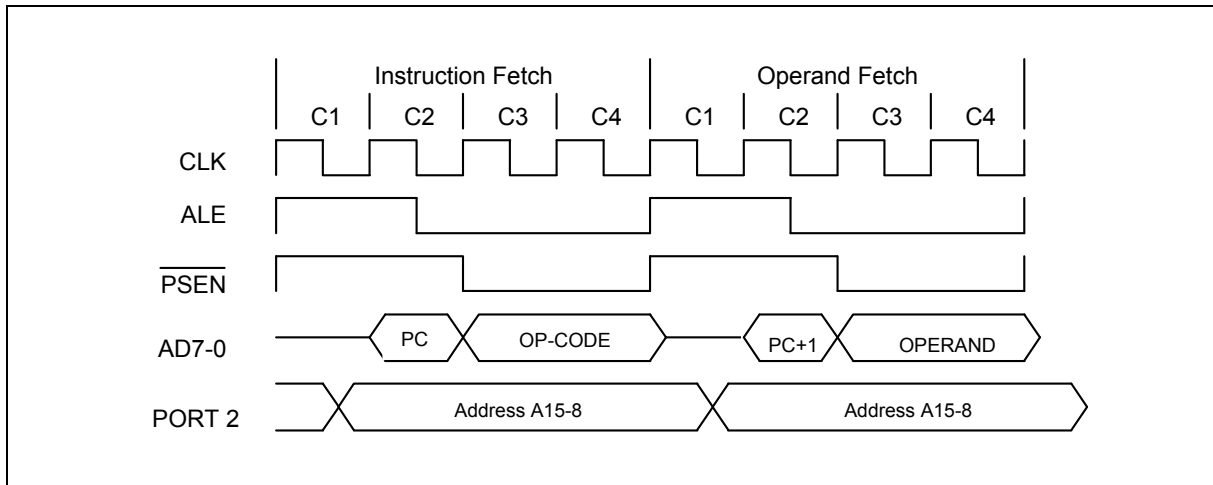 Instruction Fetch Operand Fetch
C1 C2 C3 C4 C1 C2 C3 C4
CLK
ALE
PSEN
AD7-0 PC OP-CODE PC+1 OPERAND
PORT 2 Address A15-8 Address A15-8